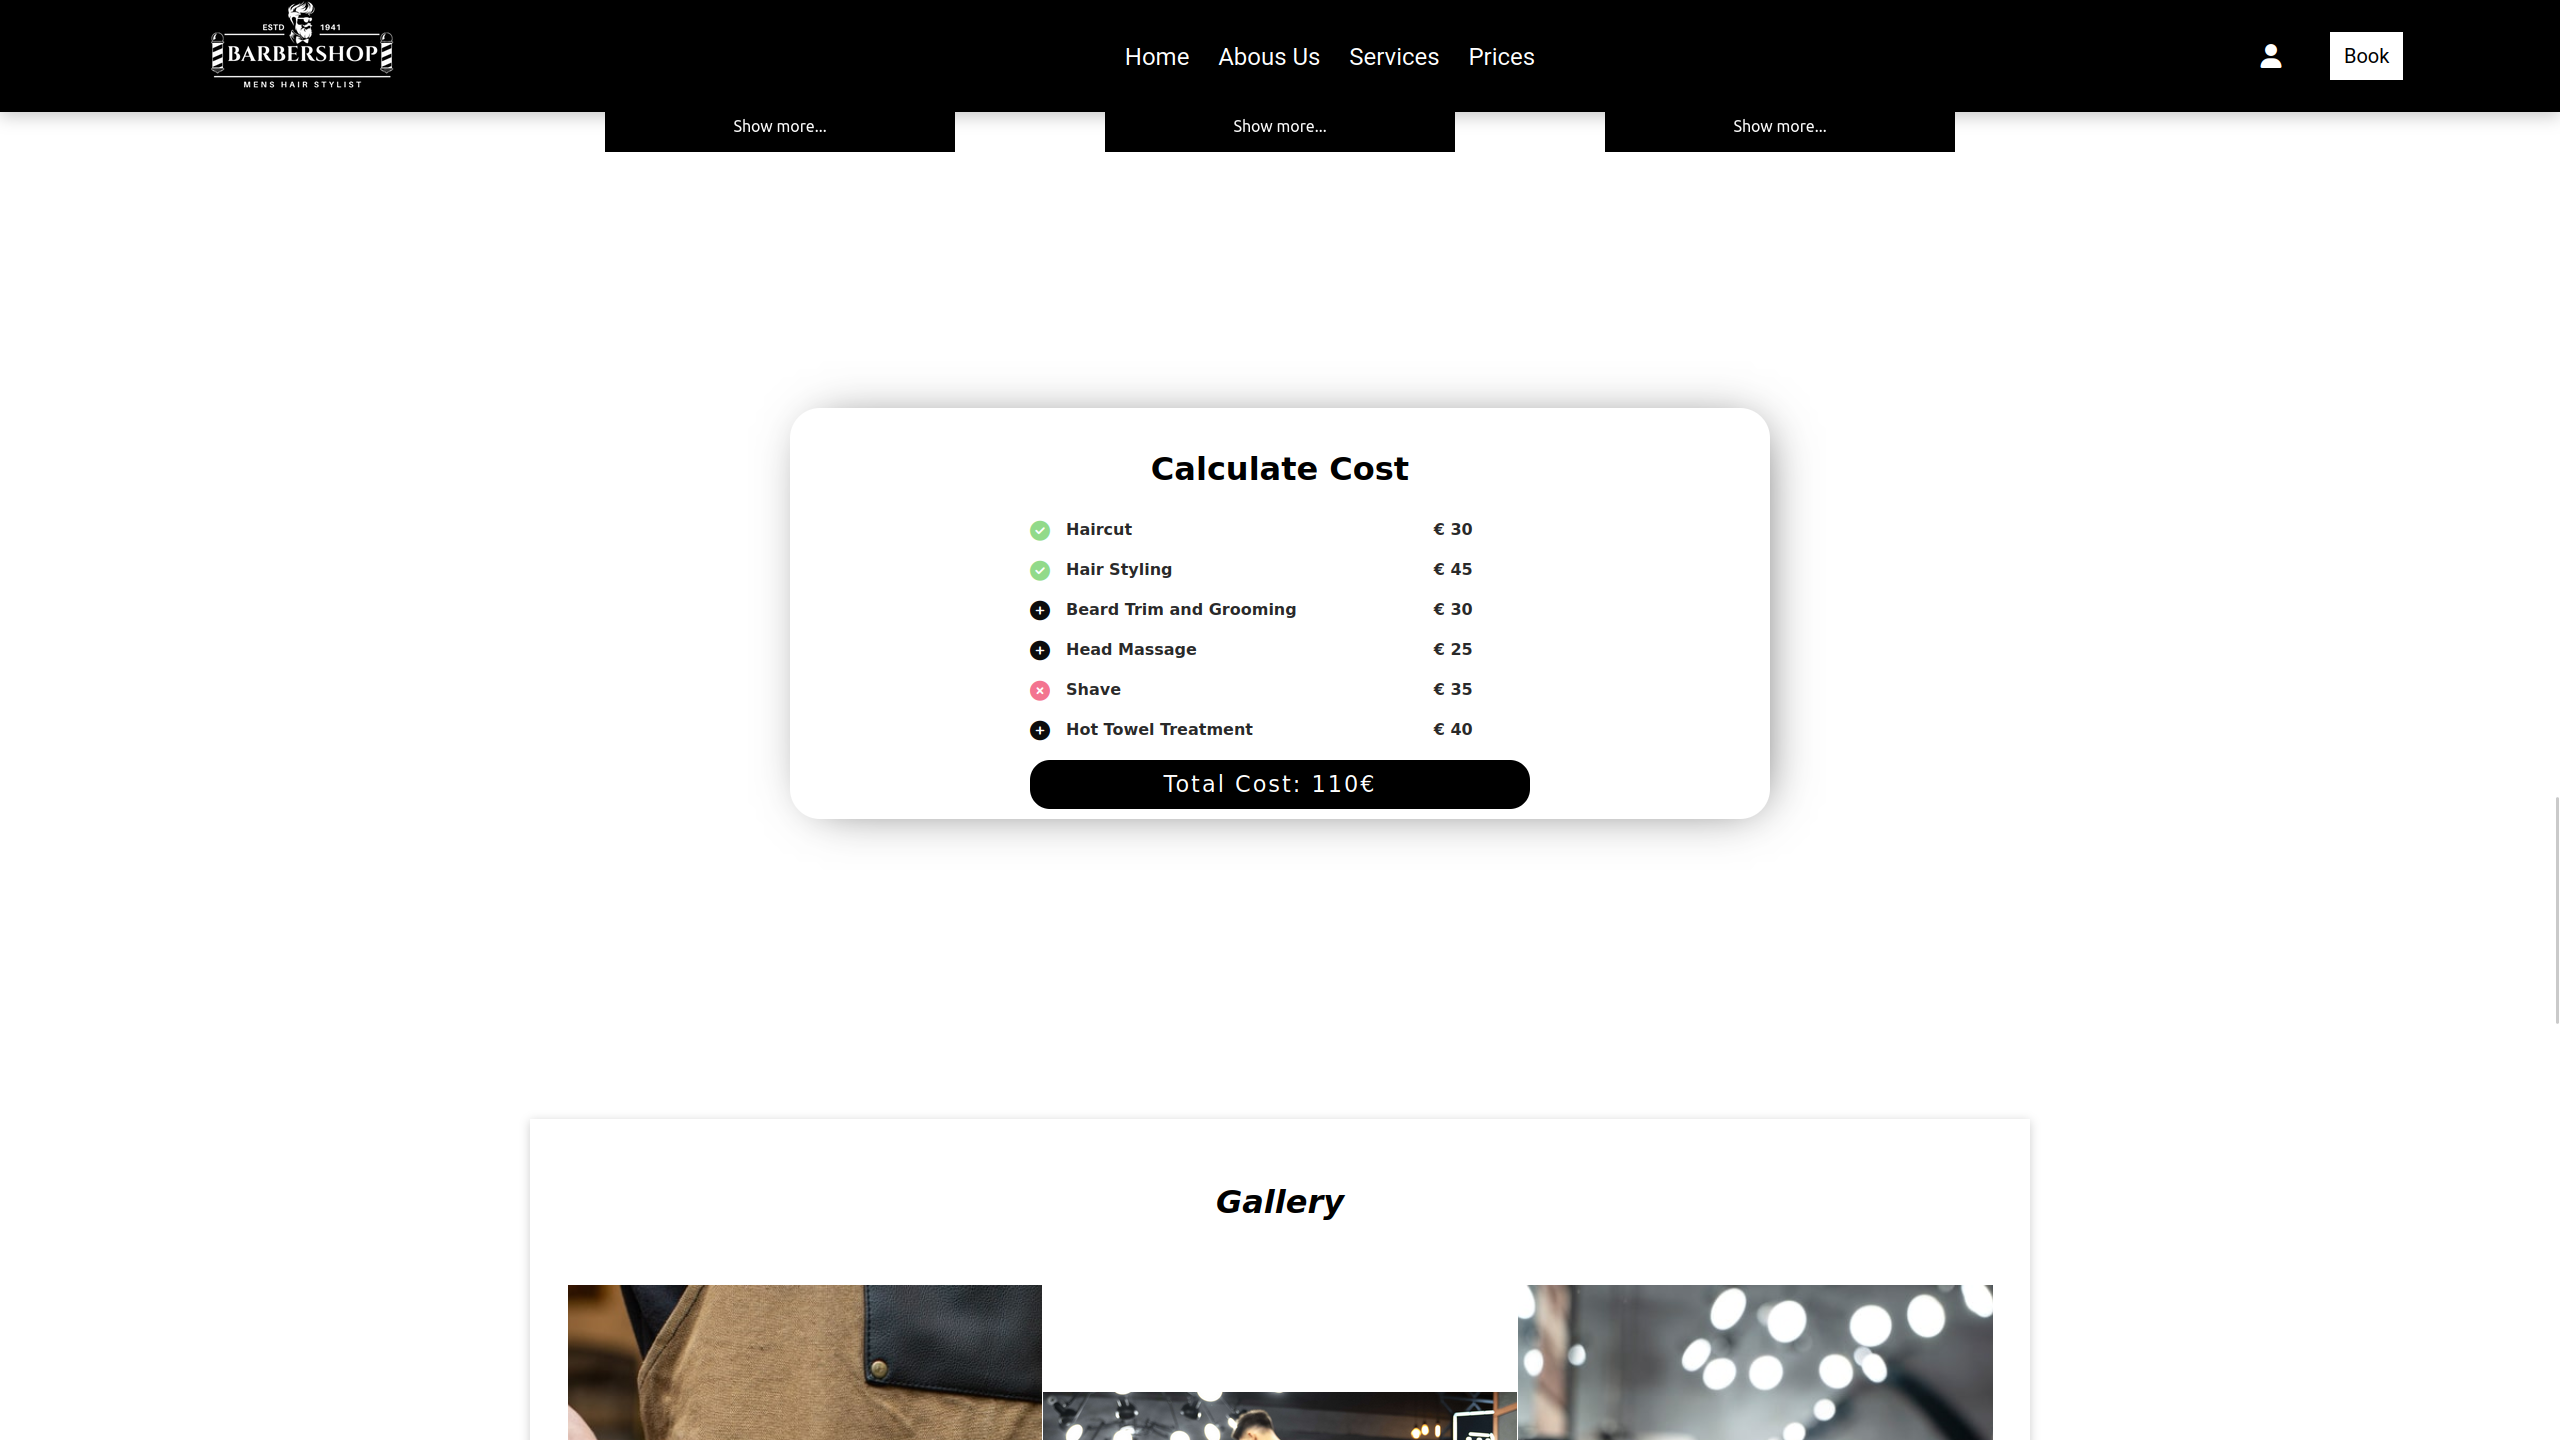 ESTD 1941
BARBERSHOP
MENS HAIR STYLIST
Home Abous Us Services Prices
Book
Show more... Show more... Show more...
Calculate Cost
Haircut € 30
Hair Styling € 45
Beard Trim and Grooming € 30
Head Massage € 25
Shave € 35
Hot Towel Treatment € 40
Total Cost: 110€
Gallery